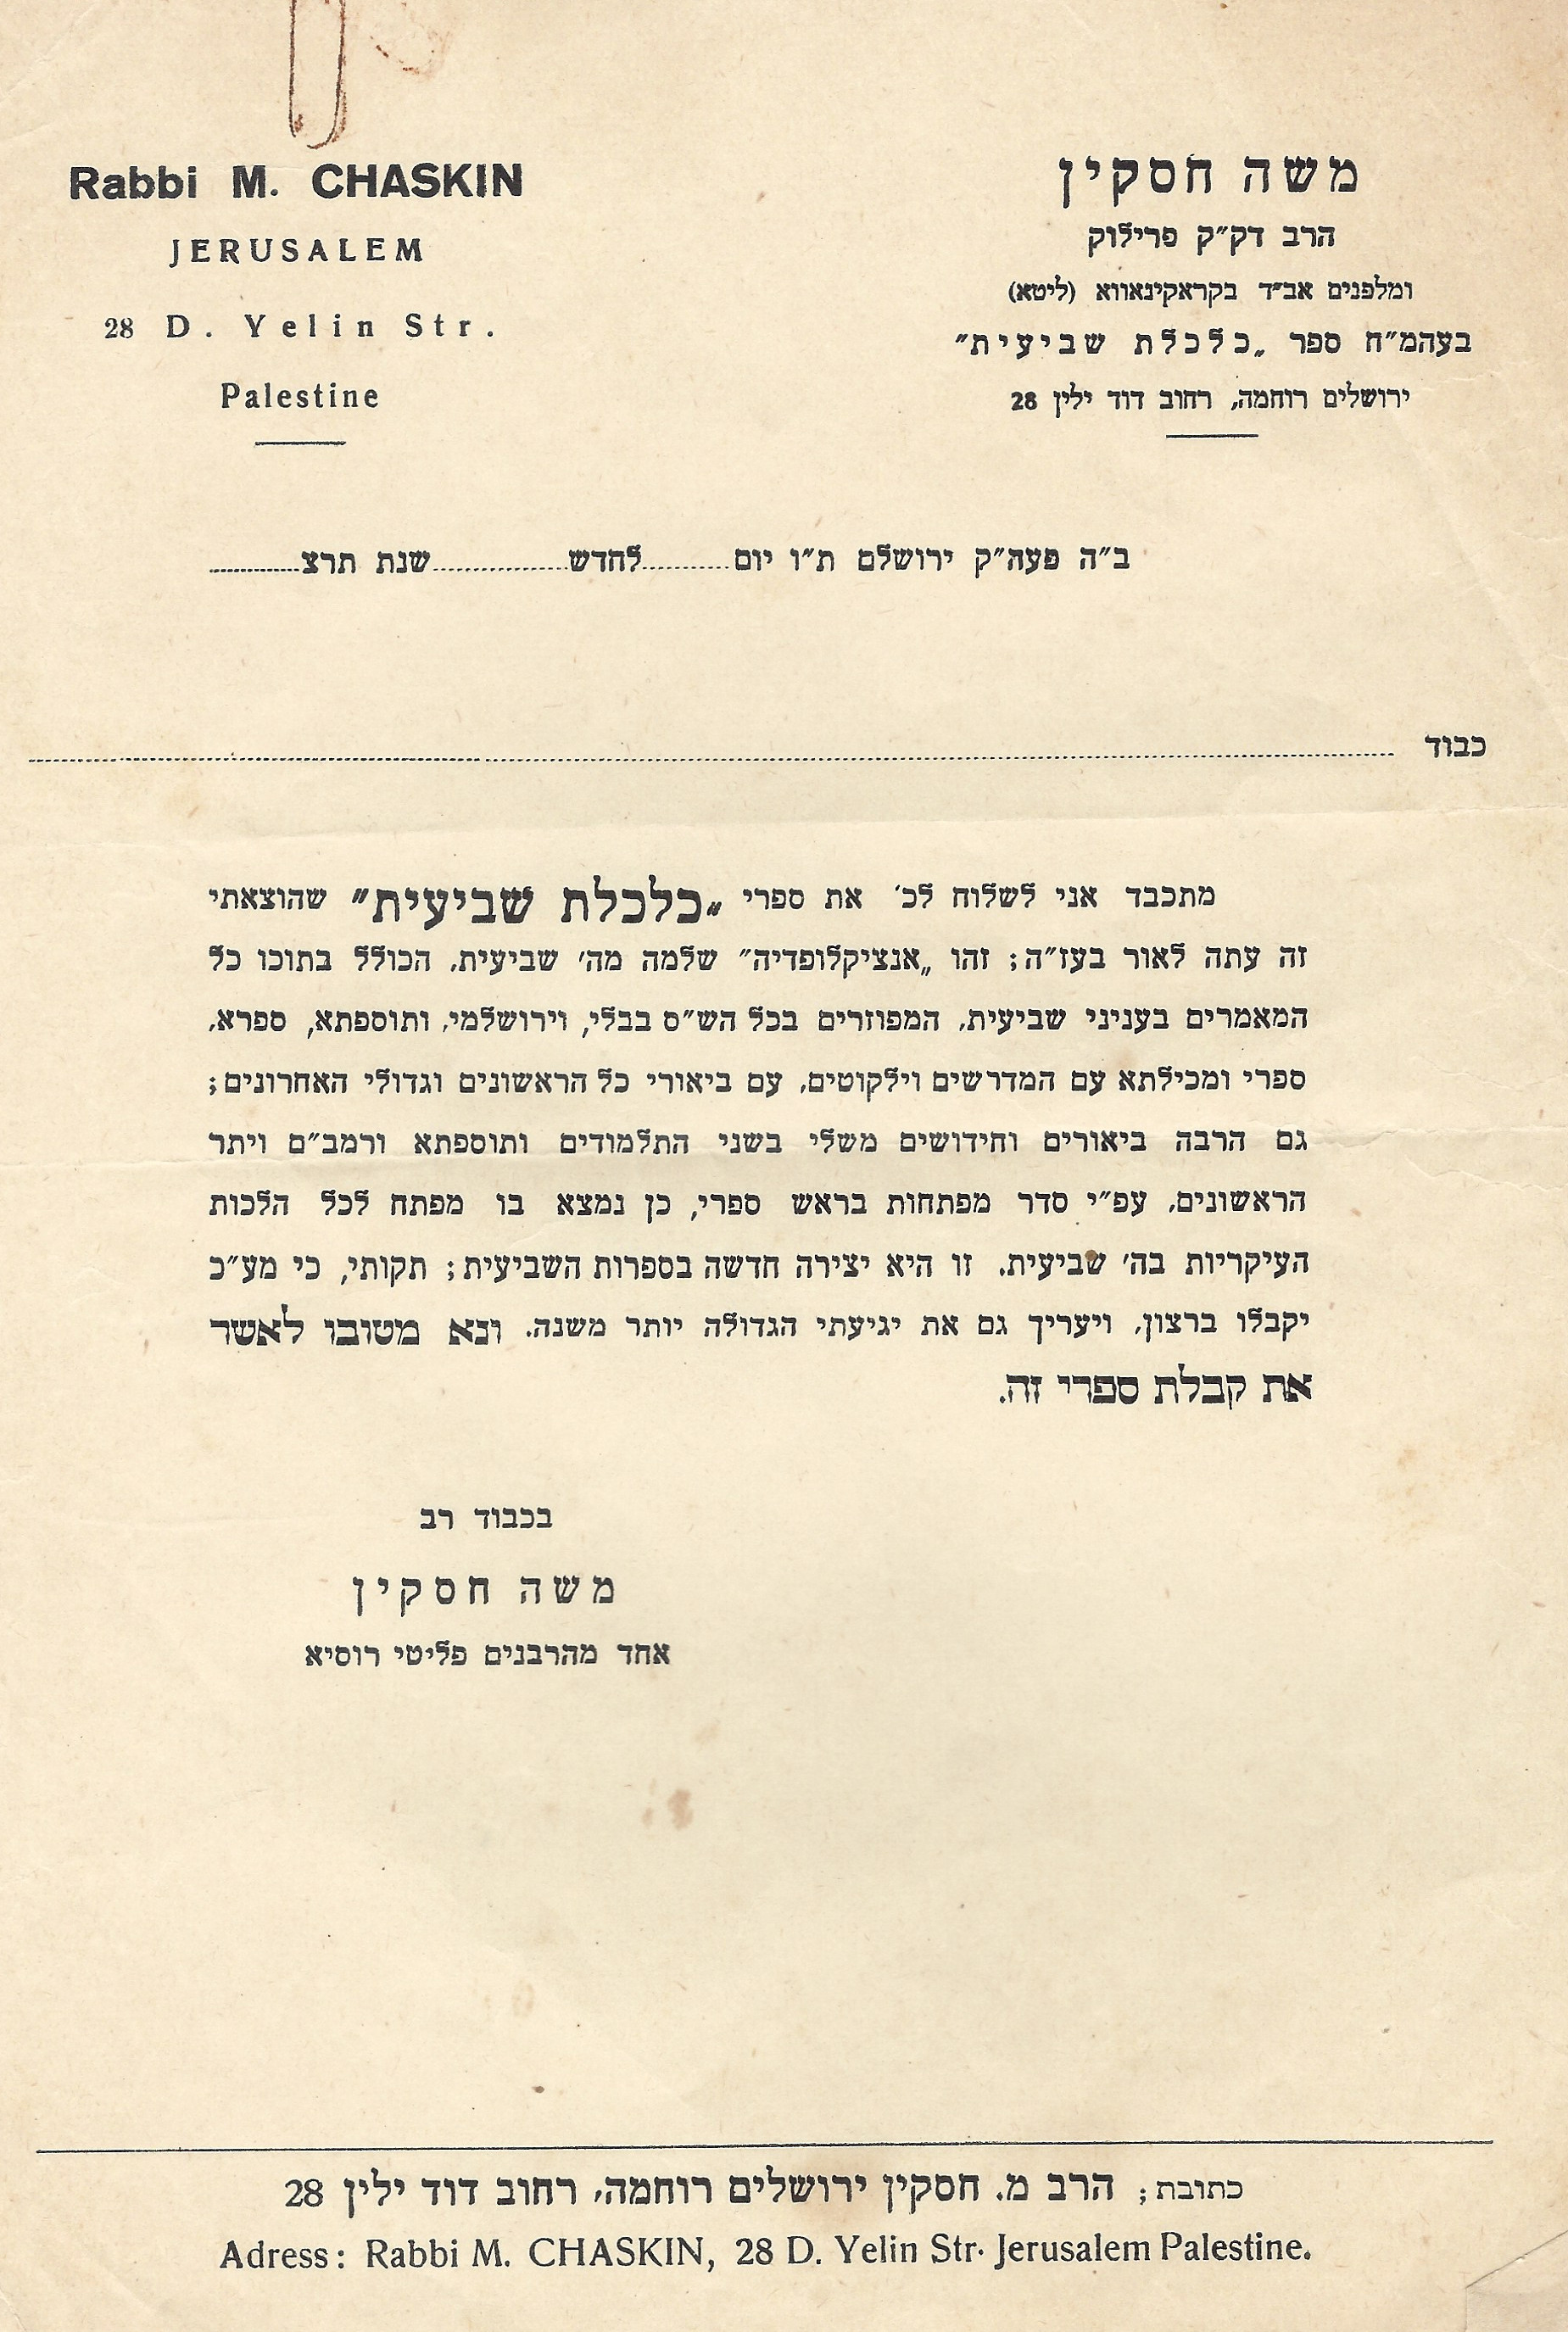 Rabbi M. CHASKIN
JERUSALEM
28 D. Yelin Str.
Palestine
משה חסקין
הרב דק״ק פרילוק
ומלפנים אב״ד בקראקינאווא (ליטא)
בעהמ״ח ספר „כלכלת שביעית״
ירושלים רוחמה, רחוב דוד ילין 28
ב״ה פעה״ק ירושלם ת״ו יום..........לחדש..........שנת תרצ..........
כבוד ..........
מתכבד אני לשלוח לכ׳ את ספרי „כלכלת שביעית״ שהוצאתי
זה עתה לאור בעז״ה; זהו „אנציקלופדיה״ שלמה מה׳ שביעית, הכולל בתוכו כל
המאמרים בעניני שביעית, המפוזרים בכל הש״ס בבלי, וירושלמי, ותוספתא, ספרא,
ספרי ומכילתא עם המדרשים וילקוטים, עם ביאורי כל הראשונים וגדולי האחרונים;
גם הרבה ביאורים וחידושים משלי בשני התלמודים ותוספתא ורמב״ם ויתר
הראשונים, עפ״י סדר מפתחות בראש ספרי, כן נמצא בו מפתח לכל הלכות
העיקריות בה׳ שביעית. זו היא יצירה חדשה בספרות השביעית; תקותי, כי מע״כ
יקבלו ברצון, ויעריך גם את יגיעתי הגדולה יותר משנה. ונא מטובו לאשר
את קבלת ספרי זה.
בכבוד רב
משה חסקין
אחד מהרבנים פליטי רוסיא
כתובת; הרב מ. חסקין ירושלים רוחמה, רחוב דוד ילין 28
Adress: Rabbi M. CHASKIN, 28 D. Yelin Str. Jerusalem Palestine.